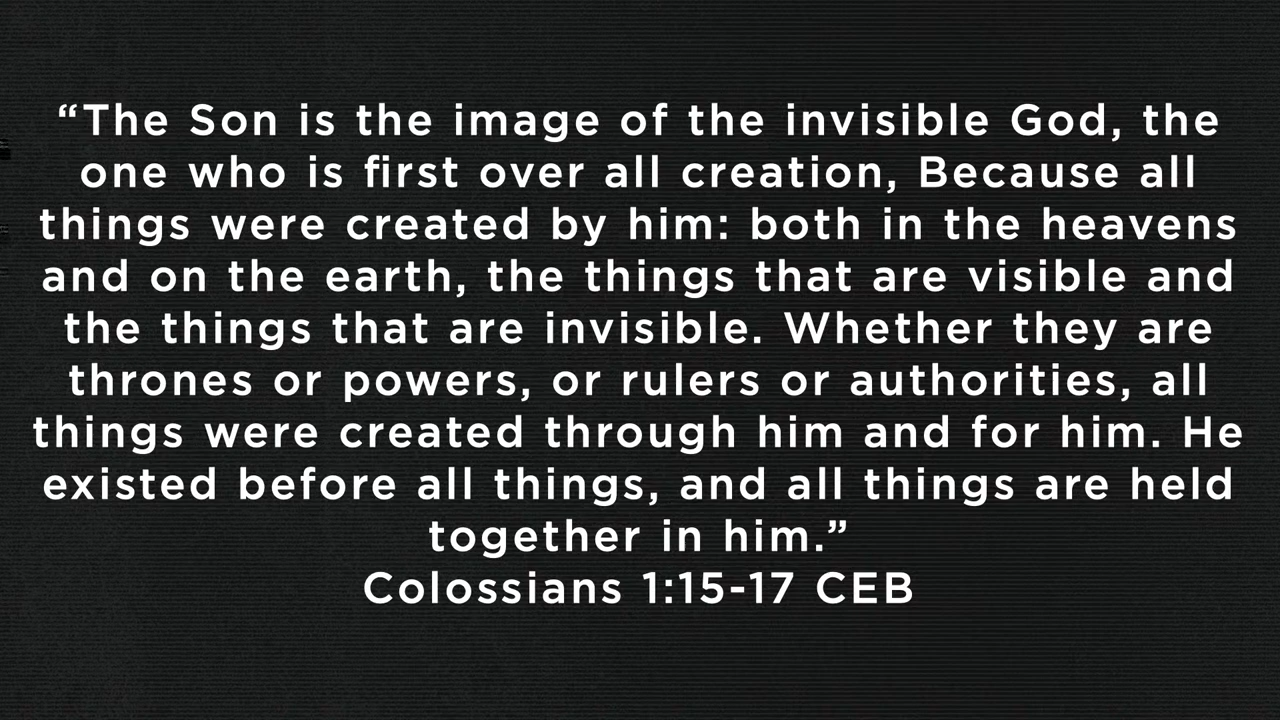 “The Son is the image of the invisible God, the
one who is first over all creation, Because all
things were created by him: both in the heavens
and on the earth, the things that are visible and
the things that are invisible. Whether they are
thrones or powers, or rulers or authorities, all
things were created through him and for him. He
existed before all things, and all things are held
together in him.”
Colossians 1:15-17 CEB